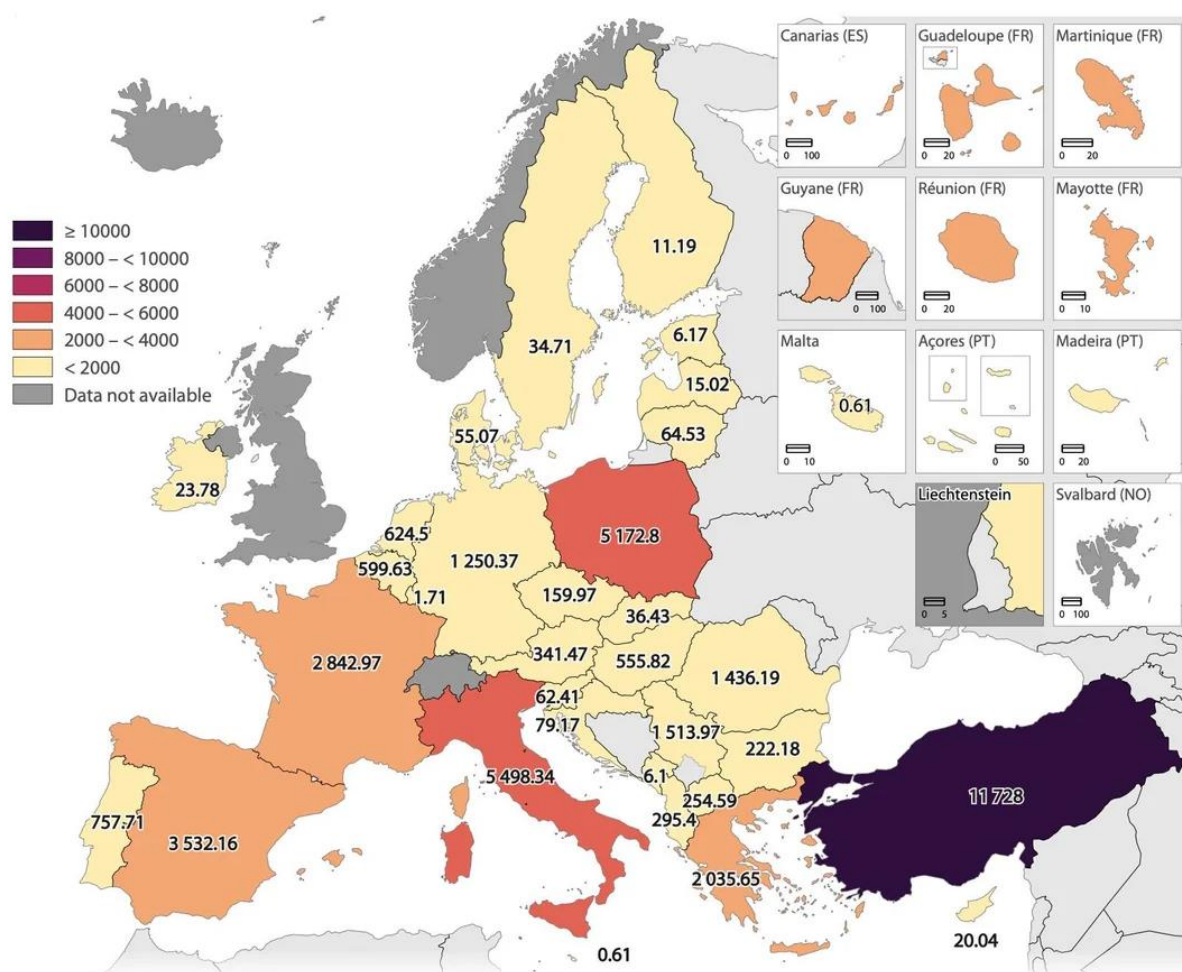 Canarias (ES)
0 100
Guadeloupe (FR)
0 20
Martinique (FR)
0 20
Guyane (FR)
0 100
Réunion (FR)
0 20
Mayotte (FR)
0 10
Malta
0.61
0 10
Açores (PT)
0 50
Madeira (PT)
0 20
Liechtenstein
0 5
Svalbard (NO)
0 100
≥ 10000
8000 – < 10000
6000 – < 8000
4000 – < 6000
2000 – < 4000
< 2000
Data not available
11.19
34.71
6.17
15.02
64.53
55.07
23.78
624.5
599.63
1.71
1 250.37
5 172.8
159.97
36.43
341.47
555.82
1 436.19
2 842.97
62.41
79.17
1 513.97
222.18
6.1
254.59
295.4
5 498.34
757.71
3 532.16
2 035.65
11 728
20.04
0.61